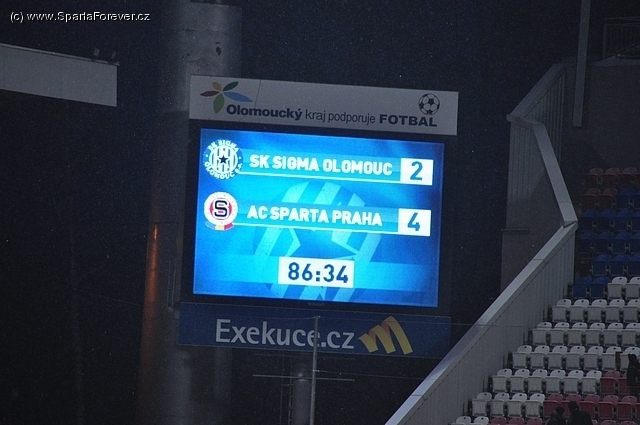 (c) www.SpartaForever.cz
Olomoucký kraj podporuje FOTBAL
SK SIGMA OLOMOUC 2
AC SPARTA PRAHA 4
S
86:34
Exekuce.cz